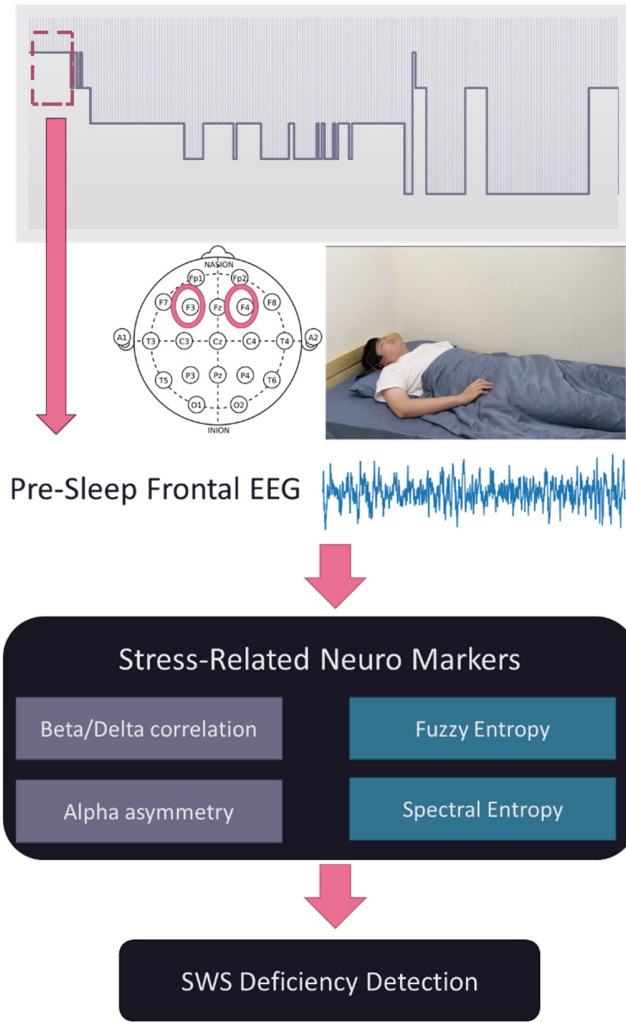 NASION
Fp1 Fp2
F7 F3 Fz F4 F8
A1 T3 C3 Cz C4 T4 A2
T5 P3 Pz P4 T6
O1 O2
INION
Pre-Sleep Frontal EEG
Stress-Related Neuro Markers
Beta/Delta correlation
Fuzzy Entropy
Alpha asymmetry
Spectral Entropy
SWS Deficiency Detection